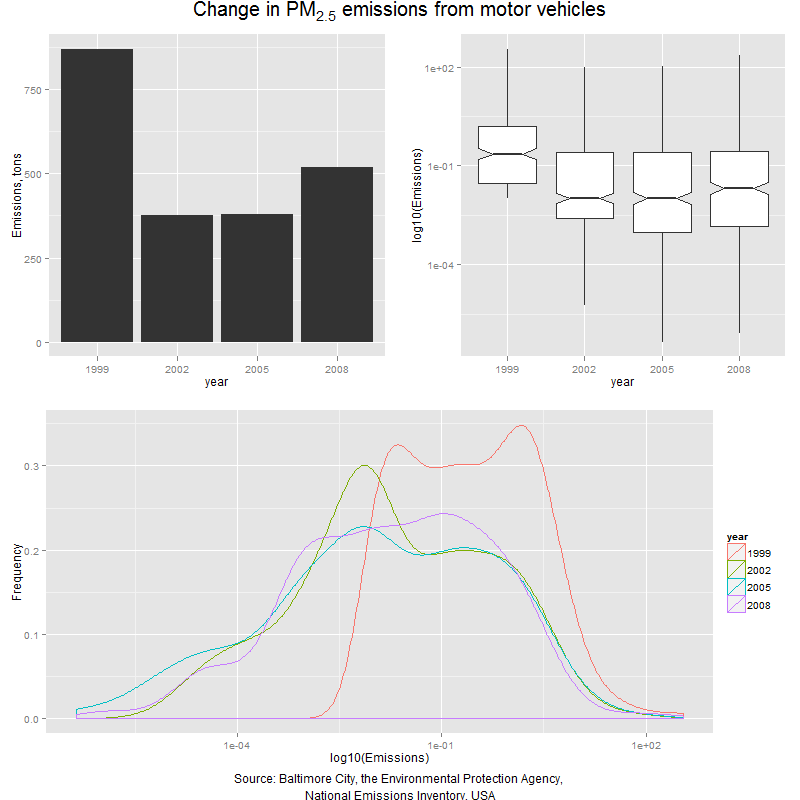 Change in PM2.5 emissions from motor vehicles
Emissions, tons
750
500
250
0
1999 2002 2005 2008
year
log10(Emissions)
1e+02
1e-01
1e-04
1999 2002 2005 2008
year
Frequency
0.3
0.2
0.1
0.0
1e-04 1e-01 1e+02
log10(Emissions)
year
1999
2002
2005
2008
Source: Baltimore City, the Environmental Protection Agency,
National Emissions Inventory, USA